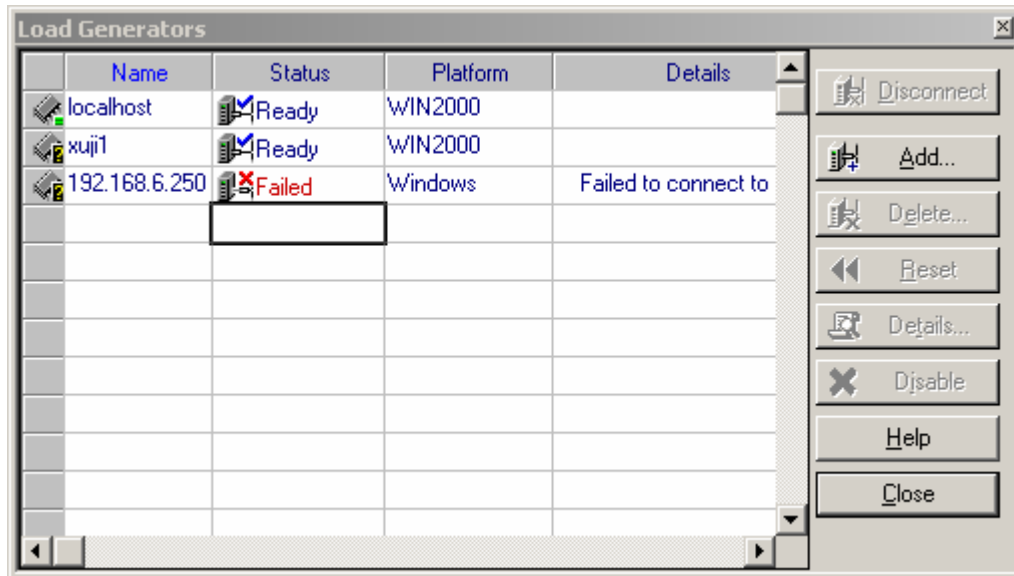 Load Generators
Name Status Platform Details
localhost Ready WIN2000
xuji1 Ready WIN2000
192.168.6.250 Failed Windows Failed to connect to
Disconnect
Add...
Delete...
Reset
Details...
Disable
Help
Close